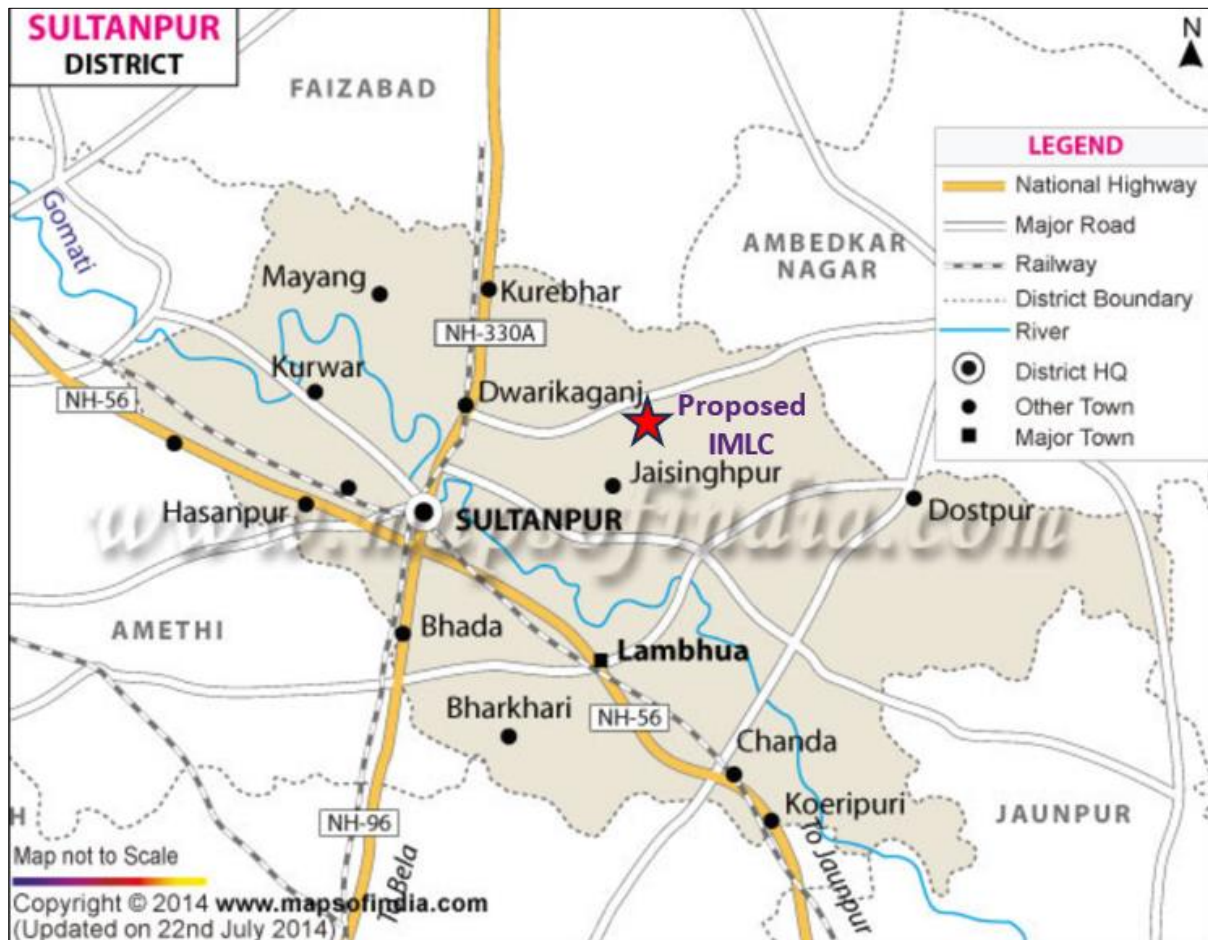 SULTANPUR
DISTRICT
N
FAIZABAD
LEGEND
National Highway
Major Road
Railway
District Boundary
River
District HQ
Other Town
Major Town
Gomati
AMBEDKAR
NAGAR
Mayang
Kurebhar
NH-330A
Kurwar
Dwarikaganj
NH-56
Proposed
IMLC
Jaisinghpur
Hasanpur
SULTANPUR
Dostpur
www.mapsofindia.com
AMETHI
Bhada
Lambhua
Bharkhari
NH-56
Chanda
Koeripuri
JAUNPUR
H
NH-96
To Bela
To Jaunpur
Map not to Scale
Copyright © 2014 www.mapsofindia.com
(Updated on 22nd July 2014)